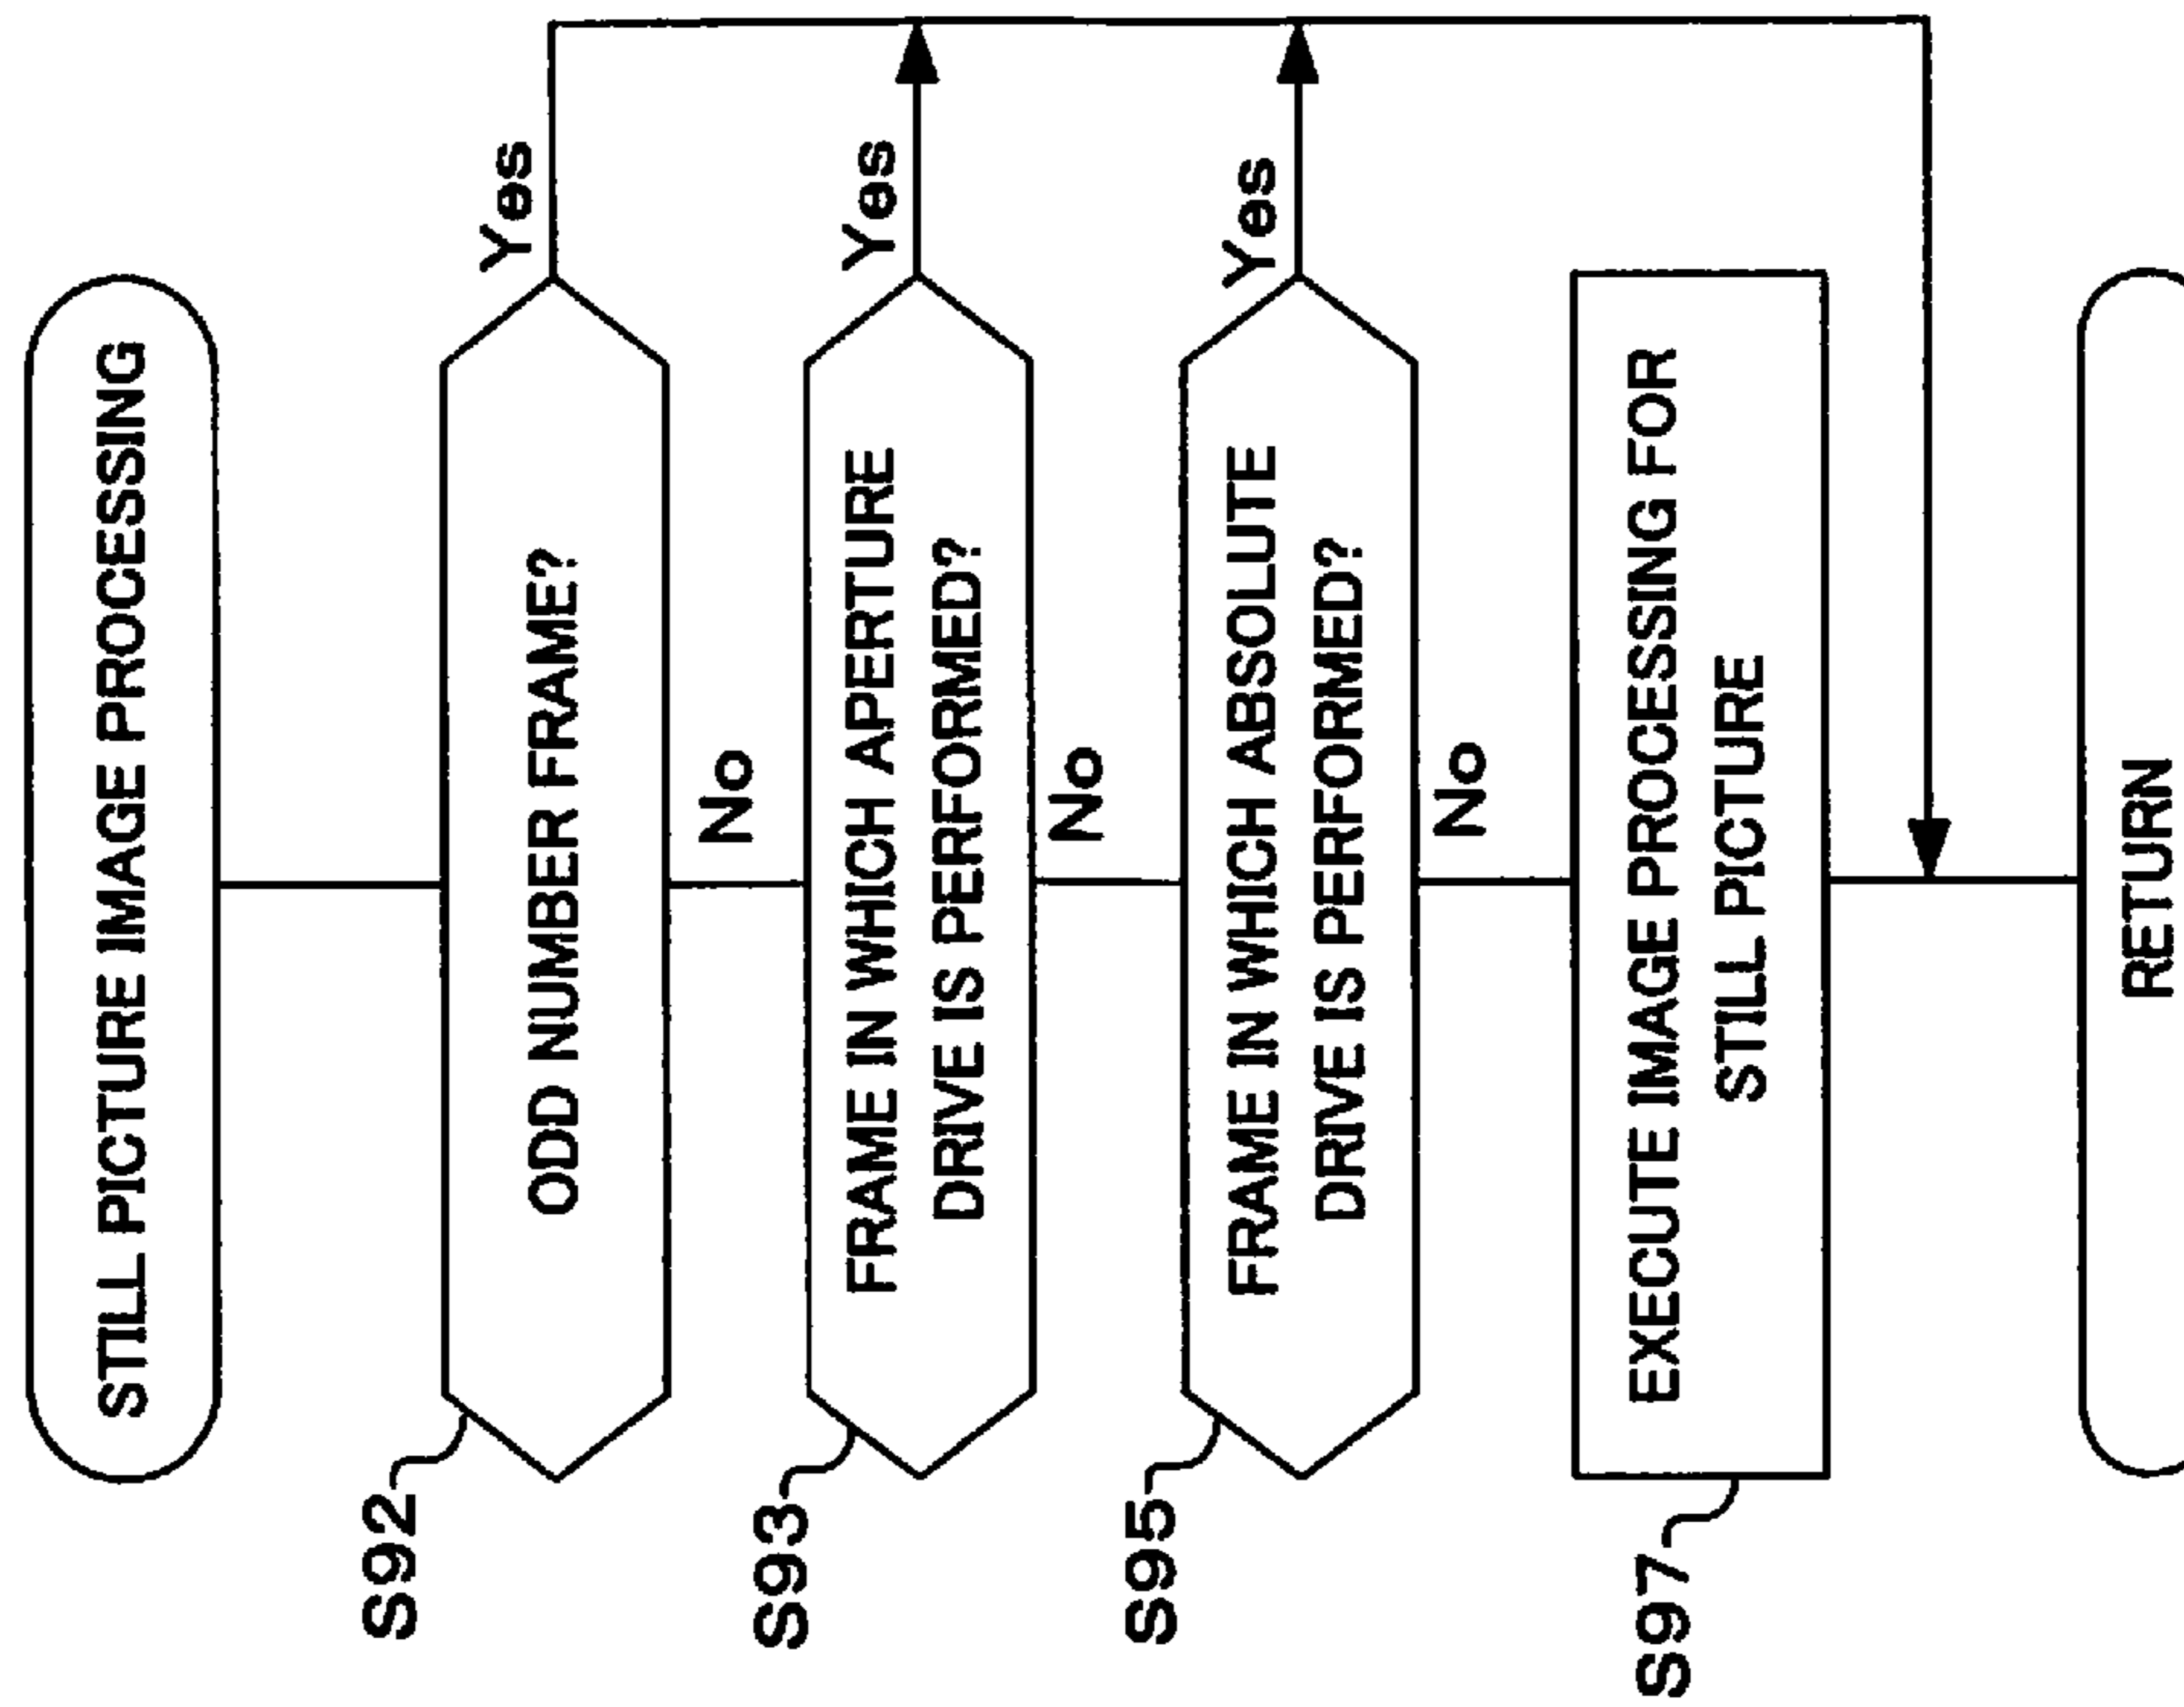 STILL PICTURE IMAGE PROCESSING
S92
ODD NUMBER FRAME?
Yes
No
S93
FRAME IN WHICH APERTURE
DRIVE IS PERFORMED?
Yes
No
S95
FRAME IN WHICH ABSOLUTE
DRIVE IS PERFORMED?
Yes
No
S97
EXECUTE IMAGE PROCESSING FOR
STILL PICTURE
RETURN